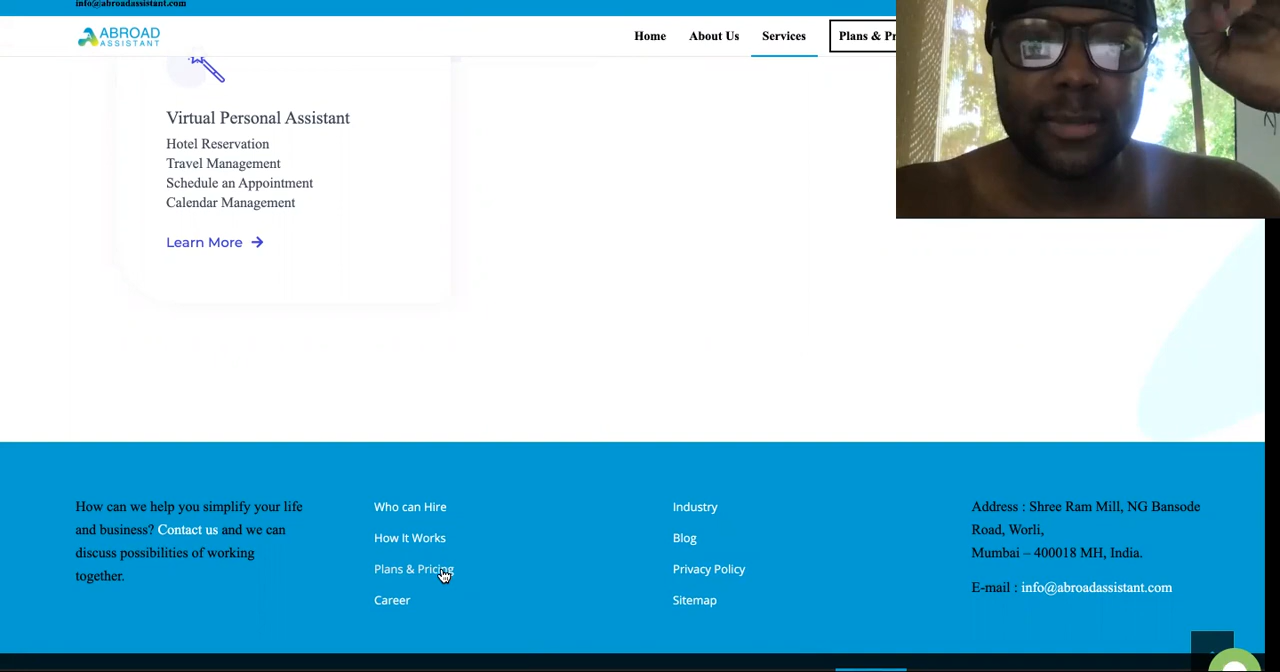 info@abroadassistant.com
ABROAD
ASSISTANT
Home
About Us
Services
Plans & Pr
Virtual Personal Assistant
Hotel Reservation
Travel Management
Schedule an Appointment
Calendar Management
Learn More
How can we help you simplify your life
and business? Contact us and we can
discuss possibilities of working
together.
Who can Hire
How It Works
Plans & Pricing
Career
Industry
Blog
Privacy Policy
Sitemap
Address : Shree Ram Mill, NG Bansode
Road, Worli,
Mumbai – 400018 MH, India.
E-mail : info@abroadassistant.com